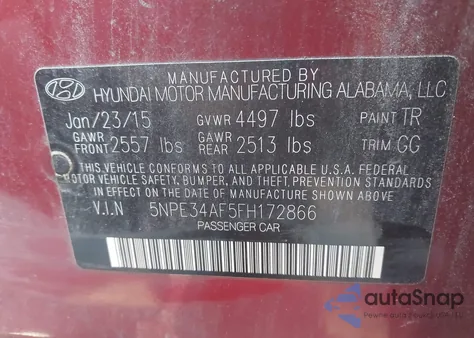 MANUFACTURED BY
HYUNDAI MOTOR MANUFACTURING ALABAMA, LLC
Jan/23/15 GVWR 4497 lbs PAINT TR
GAWR FRONT 2557 lbs GAWR REAR 2513 lbs TRIM GG
THIS VEHICLE CONFORMS TO ALL APPLICABLE U.S.A. FEDERAL
MOTOR VEHICLE SAFETY, BUMPER, AND THEFT PREVENTION STANDARDS
IN EFFECT ON THE DATE OF MANUFACTURE SHOWN ABOVE
V.I.N 5NPE34AF5FH172866
PASSENGER CAR
autoSnap